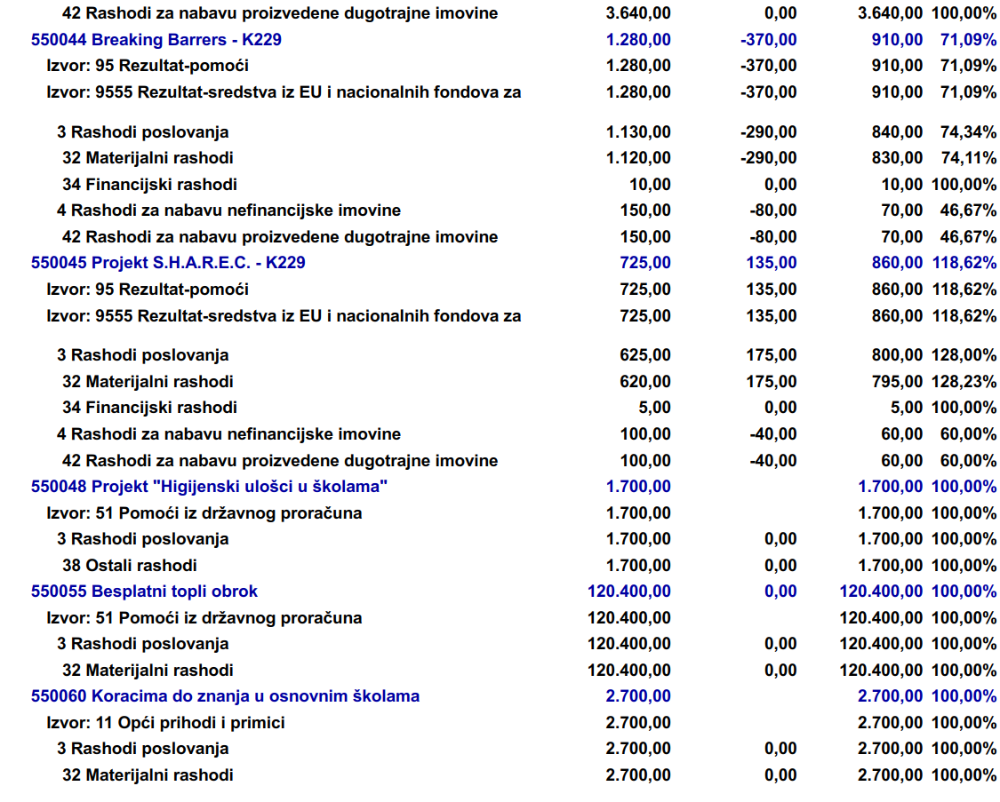 42 Rashodi za nabavu proizvedene dugotrajne imovine 3.640,00 0,00 3.640,00 100,00%
550044 Breaking Barrers - K229 1.280,00 -370,00 910,00 71,09%
Izvor: 95 Rezultat-pomoći 1.280,00 -370,00 910,00 71,09%
Izvor: 9555 Rezultat-sredstva iz EU i nacionalnih fondova za 1.280,00 -370,00 910,00 71,09%
3 Rashodi poslovanja 1.130,00 -290,00 840,00 74,34%
32 Materijalni rashodi 1.120,00 -290,00 830,00 74,11%
34 Financijski rashodi 10,00 0,00 10,00 100,00%
4 Rashodi za nabavu nefinancijske imovine 150,00 -80,00 70,00 46,67%
42 Rashodi za nabavu proizvedene dugotrajne imovine 150,00 -80,00 70,00 46,67%
550045 Projekt S.H.A.R.E.C. - K229 725,00 135,00 860,00 118,62%
Izvor: 95 Rezultat-pomoći 725,00 135,00 860,00 118,62%
Izvor: 9555 Rezultat-sredstva iz EU i nacionalnih fondova za 725,00 135,00 860,00 118,62%
3 Rashodi poslovanja 625,00 175,00 800,00 128,00%
32 Materijalni rashodi 620,00 175,00 795,00 128,23%
34 Financijski rashodi 5,00 0,00 5,00 100,00%
4 Rashodi za nabavu nefinancijske imovine 100,00 -40,00 60,00 60,00%
42 Rashodi za nabavu proizvedene dugotrajne imovine 100,00 -40,00 60,00 60,00%
550048 Projekt "Higijenski ulošci u školama" 1.700,00 1.700,00 100,00%
Izvor: 51 Pomoći iz državnog proračuna 1.700,00 1.700,00 100,00%
3 Rashodi poslovanja 1.700,00 0,00 1.700,00 100,00%
38 Ostali rashodi 1.700,00 0,00 1.700,00 100,00%
550055 Besplatni topli obrok 120.400,00 0,00 120.400,00 100,00%
Izvor: 51 Pomoći iz državnog proračuna 120.400,00 120.400,00 100,00%
3 Rashodi poslovanja 120.400,00 0,00 120.400,00 100,00%
32 Materijalni rashodi 120.400,00 0,00 120.400,00 100,00%
550060 Koracima do znanja u osnovnim školama 2.700,00 2.700,00 100,00%
Izvor: 11 Opći prihodi i primici 2.700,00 2.700,00 100,00%
3 Rashodi poslovanja 2.700,00 0,00 2.700,00 100,00%
32 Materijalni rashodi 2.700,00 0,00 2.700,00 100,00%